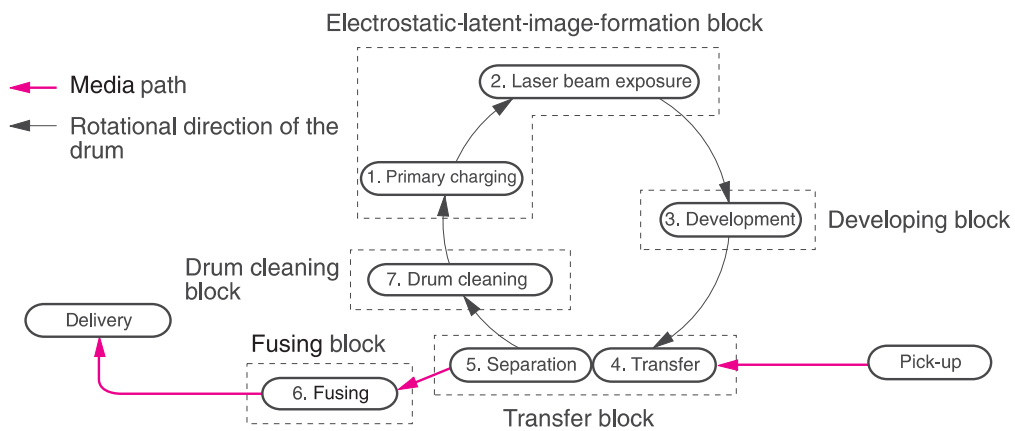 Electrostatic-latent-image-formation block
2. Laser beam exposure
Media path
Rotational direction of the
drum
1. Primary charging
3. Development
Developing block
Drum cleaning
block
7. Drum cleaning
Delivery
Fusing block
5. Separation
4. Transfer
Pick-up
6. Fusing
Transfer block